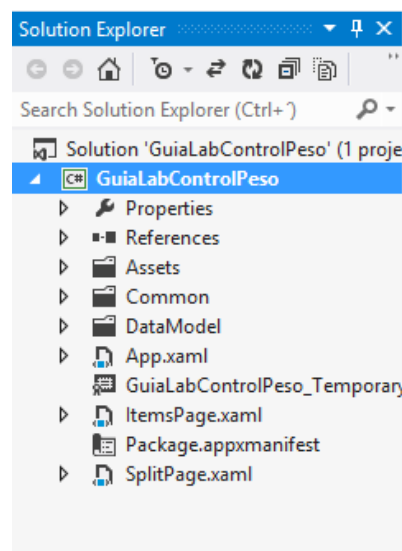 Solution Explorer
Search Solution Explorer (Ctrl+´)
Solution 'GuiaLabControlPeso' (1 proje
C# GuiaLabControlPeso
Properties
References
Assets
Common
DataModel
App.xaml
GuiaLabControlPeso_Temporary
ItemsPage.xaml
Package.appxmanifest
SplitPage.xaml